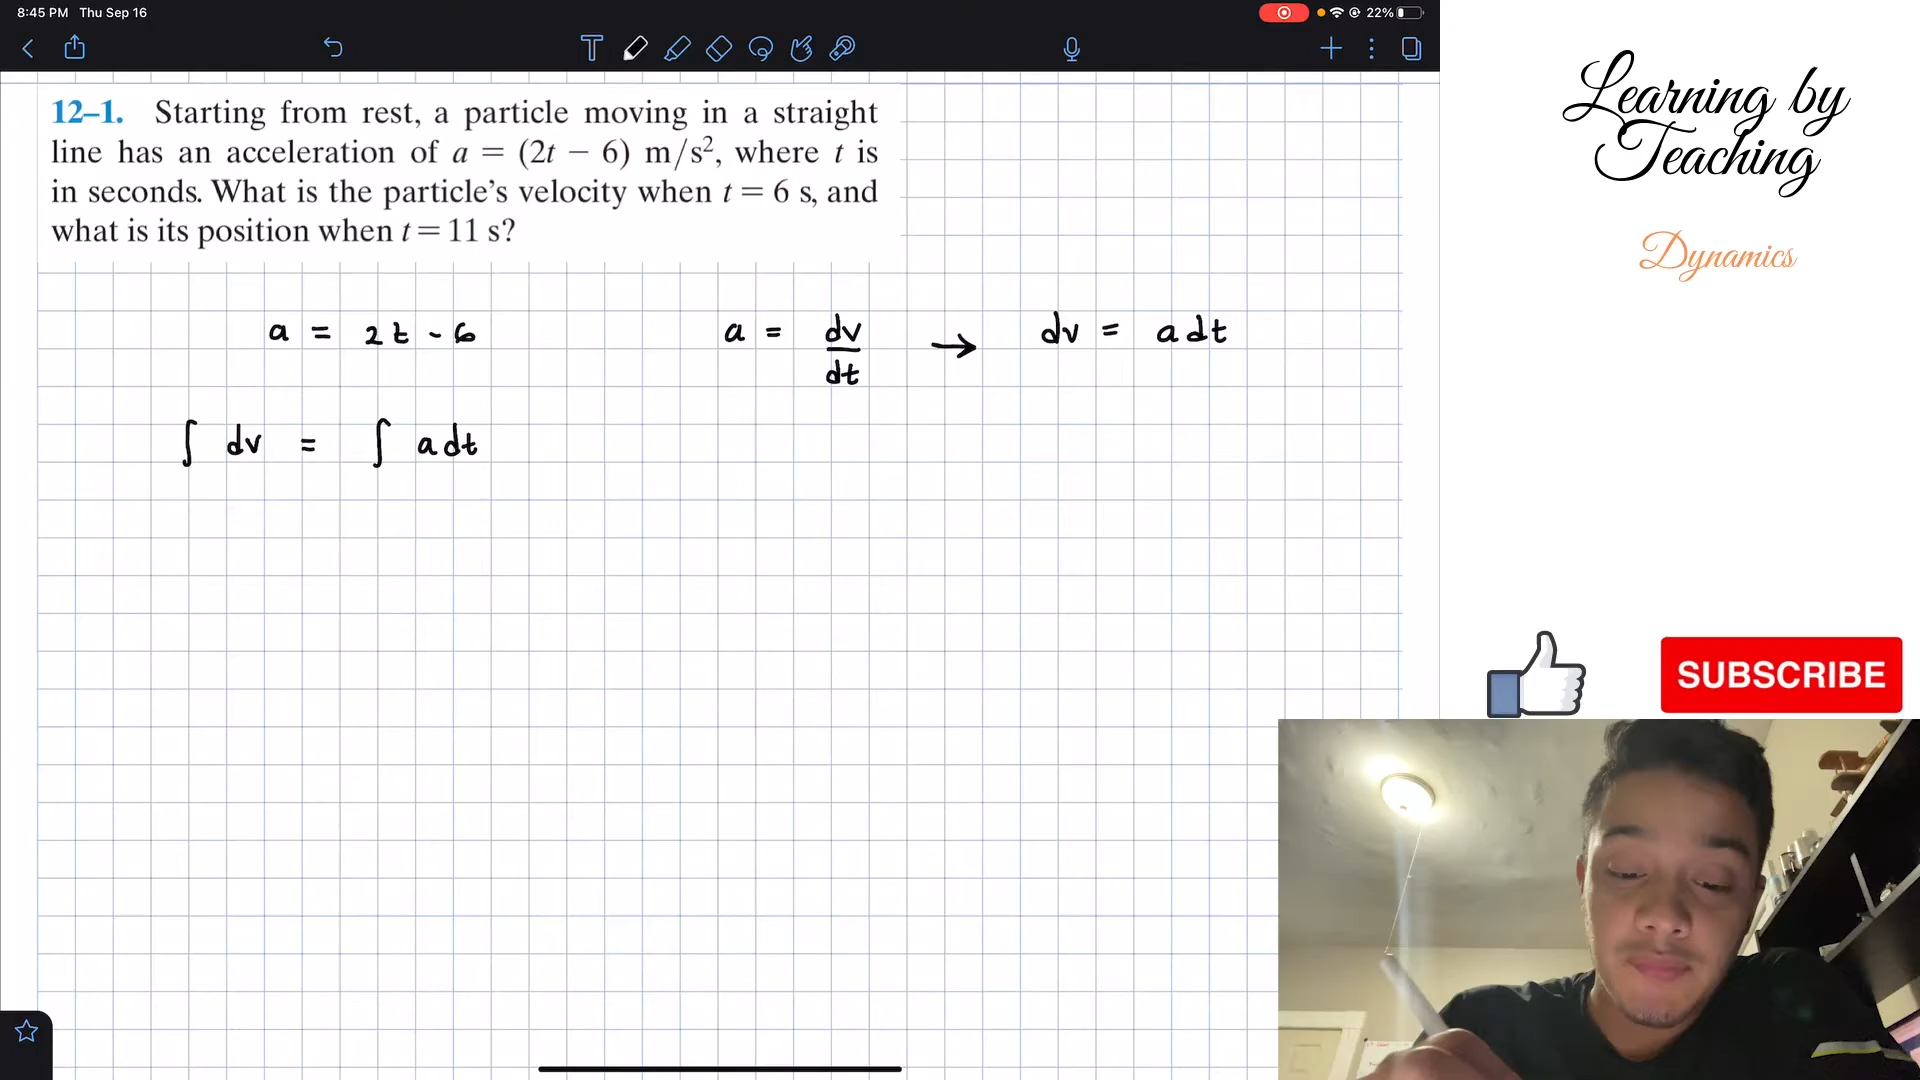 8:45 PM Thu Sep 16
22%
12–1. Starting from rest, a particle moving in a straight
line has an acceleration of a = (2t − 6) m/s², where t is
in seconds. What is the particle's velocity when t = 6 s, and
what is its position when t = 11 s?
a = 2t - 6
a = dv/dt → dv = a dt
∫ dv = ∫ a dt
Learning by
Teaching
Dynamics
SUBSCRIBE